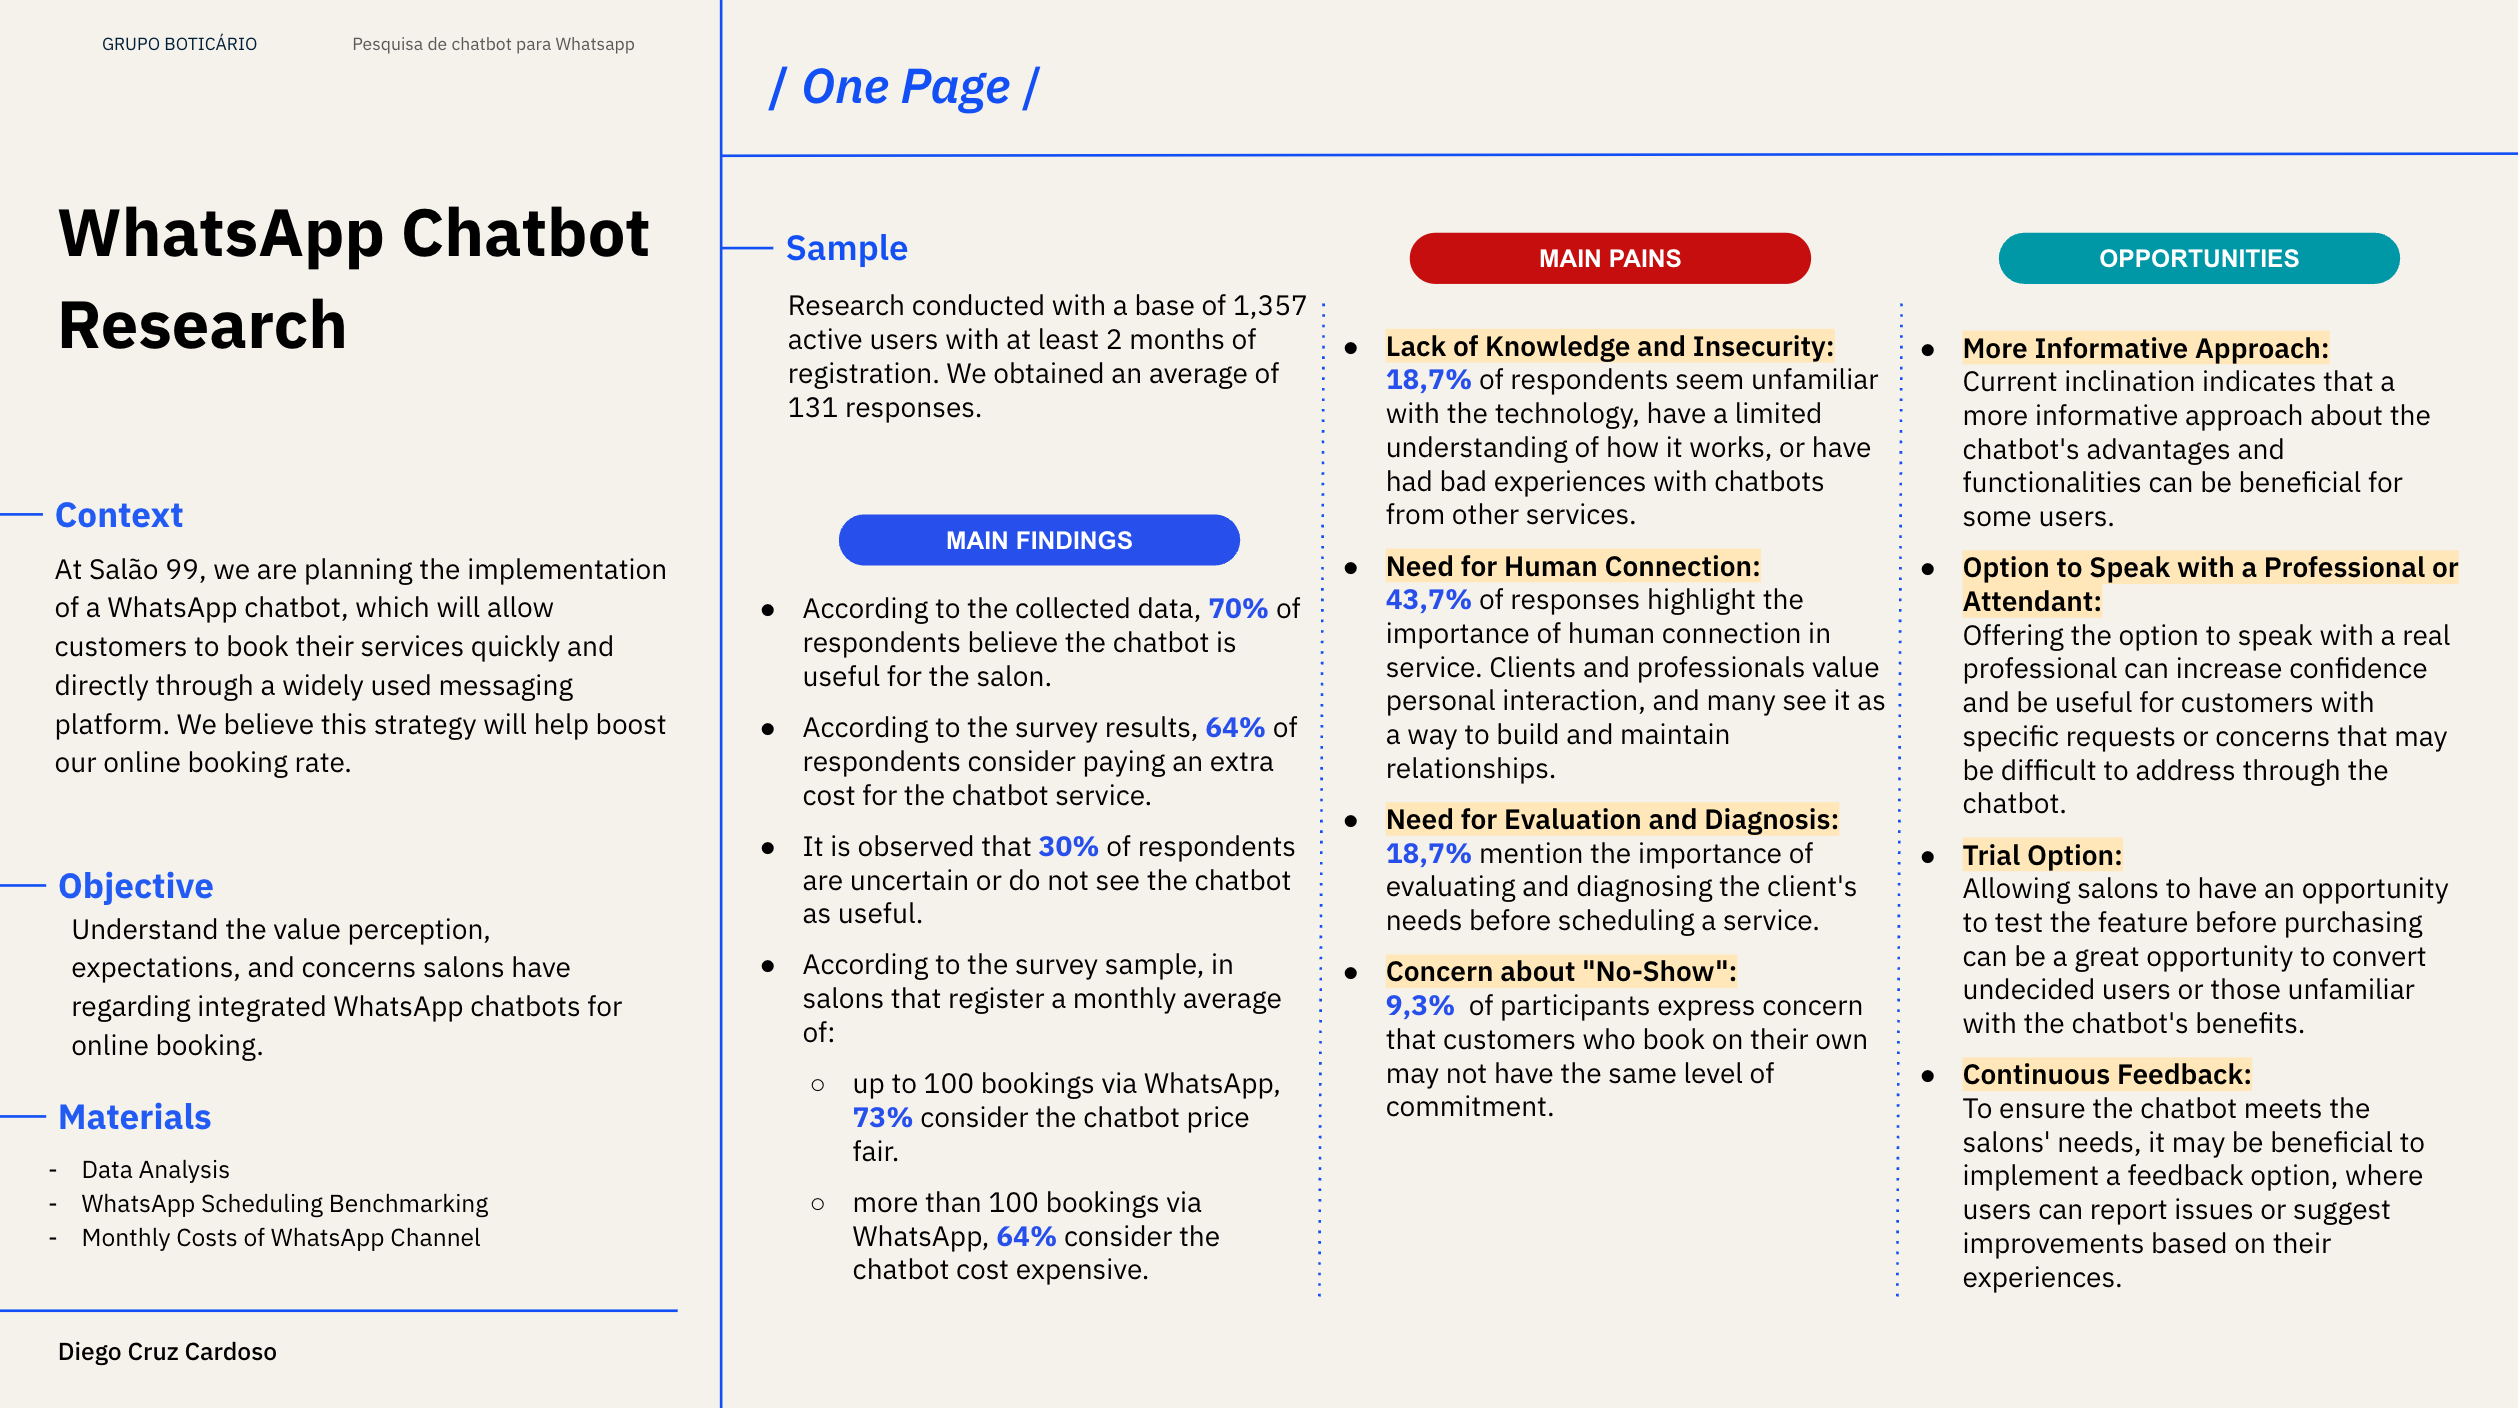 GRUPO BOTICÁRIO
Pesquisa de chatbot para Whatsapp
WhatsApp Chatbot
Research
Context
At Salão 99, we are planning the implementation
of a WhatsApp chatbot, which will allow
customers to book their services quickly and
directly through a widely used messaging
platform. We believe this strategy will help boost
our online booking rate.
Objective
Understand the value perception,
expectations, and concerns salons have
regarding integrated WhatsApp chatbots for
online booking.
Materials
- Data Analysis
- WhatsApp Scheduling Benchmarking
- Monthly Costs of WhatsApp Channel
Diego Cruz Cardoso
/ One Page /
Sample
Research conducted with a base of 1,357
active users with at least 2 months of
registration. We obtained an average of
131 responses.
MAIN FINDINGS
● According to the collected data, 70% of
respondents believe the chatbot is
useful for the salon.
● According to the survey results, 64% of
respondents consider paying an extra
cost for the chatbot service.
● It is observed that 30% of respondents
are uncertain or do not see the chatbot
as useful.
● According to the survey sample, in
salons that register a monthly average
of:
○ up to 100 bookings via WhatsApp,
73% consider the chatbot price
fair.
○ more than 100 bookings via
WhatsApp, 64% consider the
chatbot cost expensive.
MAIN PAINS
● Lack of Knowledge and Insecurity:
18,7% of respondents seem unfamiliar
with the technology, have a limited
understanding of how it works, or have
had bad experiences with chatbots
from other services.
● Need for Human Connection:
43,7% of responses highlight the
importance of human connection in
service. Clients and professionals value
personal interaction, and many see it as
a way to build and maintain
relationships.
● Need for Evaluation and Diagnosis:
18,7% mention the importance of
evaluating and diagnosing the client's
needs before scheduling a service.
● Concern about "No-Show":
9,3% of participants express concern
that customers who book on their own
may not have the same level of
commitment.
OPPORTUNITIES
● More Informative Approach:
Current inclination indicates that a
more informative approach about the
chatbot's advantages and
functionalities can be beneficial for
some users.
● Option to Speak with a Professional or
Attendant:
Offering the option to speak with a real
professional can increase confidence
and be useful for customers with
specific requests or concerns that may
be difficult to address through the
chatbot.
● Trial Option:
Allowing salons to have an opportunity
to test the feature before purchasing
can be a great opportunity to convert
undecided users or those unfamiliar
with the chatbot's benefits.
● Continuous Feedback:
To ensure the chatbot meets the
salons' needs, it may be beneficial to
implement a feedback option, where
users can report issues or suggest
improvements based on their
experiences.